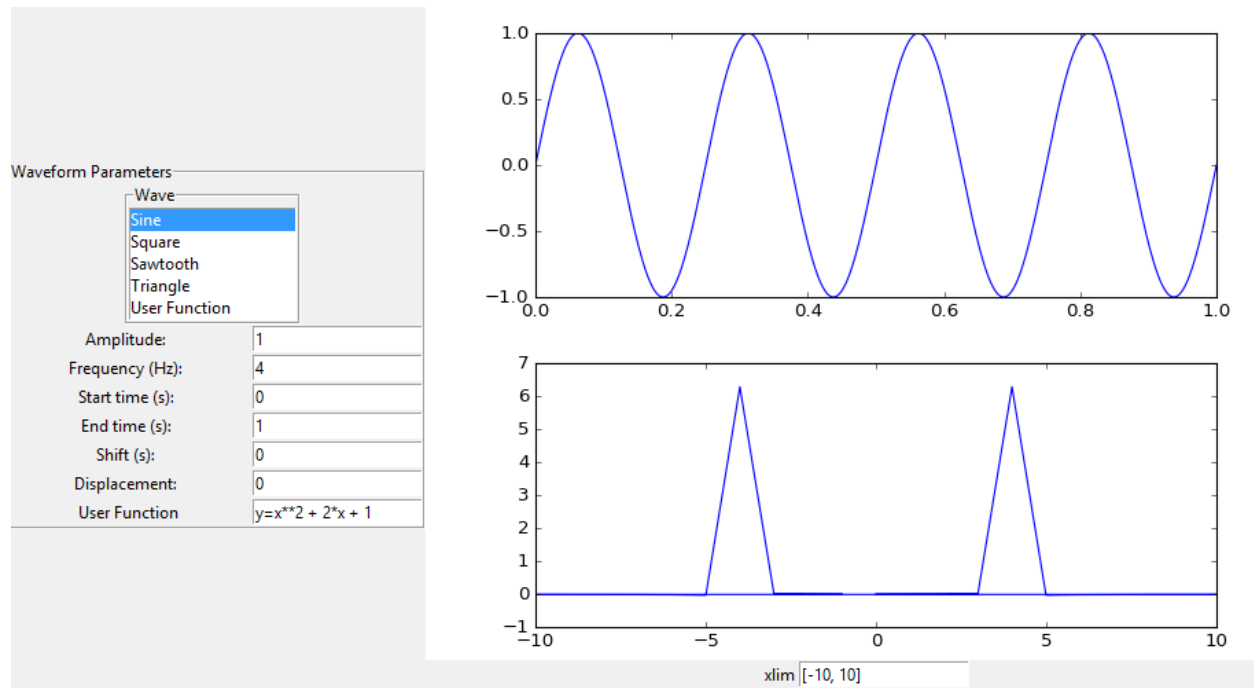 Waveform Parameters
Wave
Sine
Square
Sawtooth
Triangle
User Function
Amplitude: 1
Frequency (Hz): 4
Start time (s): 0
End time (s): 1
Shift (s): 0
Displacement: 0
User Function y=x**2 + 2*x + 1
1.0
0.5
0.0
−0.5
−1.0
0.0 0.2 0.4 0.6 0.8 1.0
7
6
5
4
3
2
1
0
−1
−10 −5 0 5 10
xlim [-10, 10]